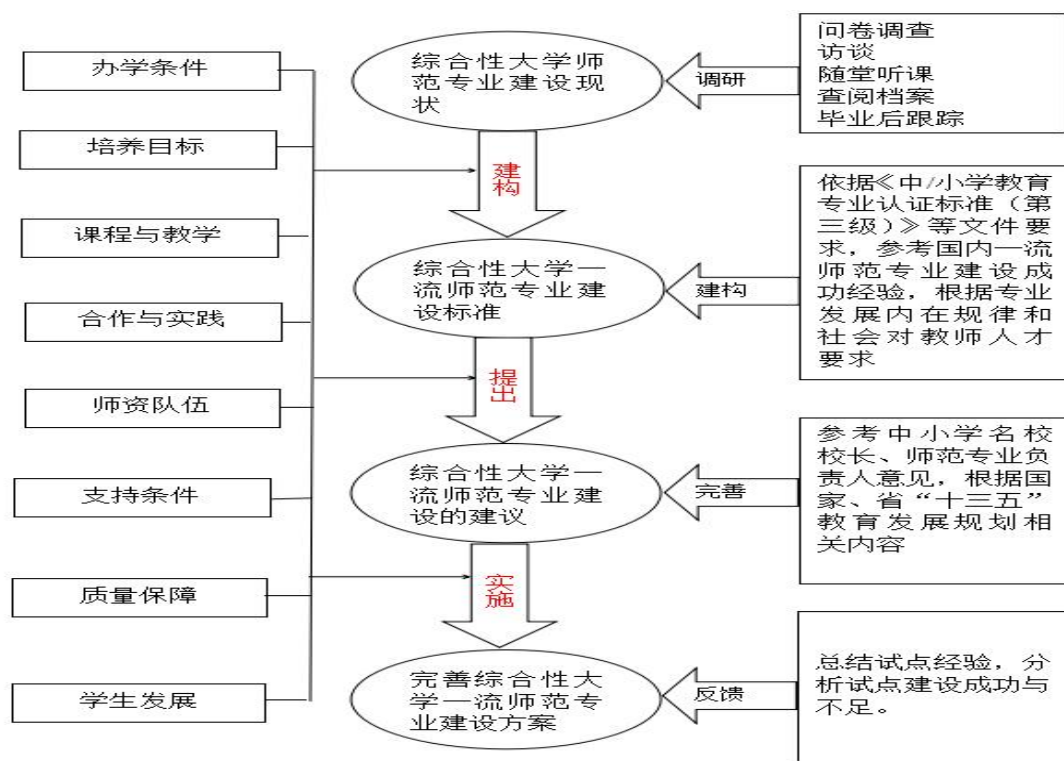 办学条件
培养目标
课程与教学
合作与实践
师资队伍
支持条件
质量保障
学生发展
综合性大学师
范专业建设现
状
建
构
综合性大学一
流师范专业建
设标准
提
出
综合性大学一
流师范专业建
设的建议
实
施
完善综合性大
学一流师范专
业建设方案
调研
问卷调查
访谈
随堂听课
查阅档案
毕业后跟踪
建构
依据《中/小学教育
专业认证标准（第
三级）》等文件要
求，参考国内一流
师范专业建设成
功经验，根据专业
发展内在规律和
社会对教师人才
要求
完善
参考中小学名校
校长、师范专业负
责人意见，根据国
家、省“十三五”
教育发展规划相
关内容
反馈
总结试点经验，分
析试点建设成功与
不足。